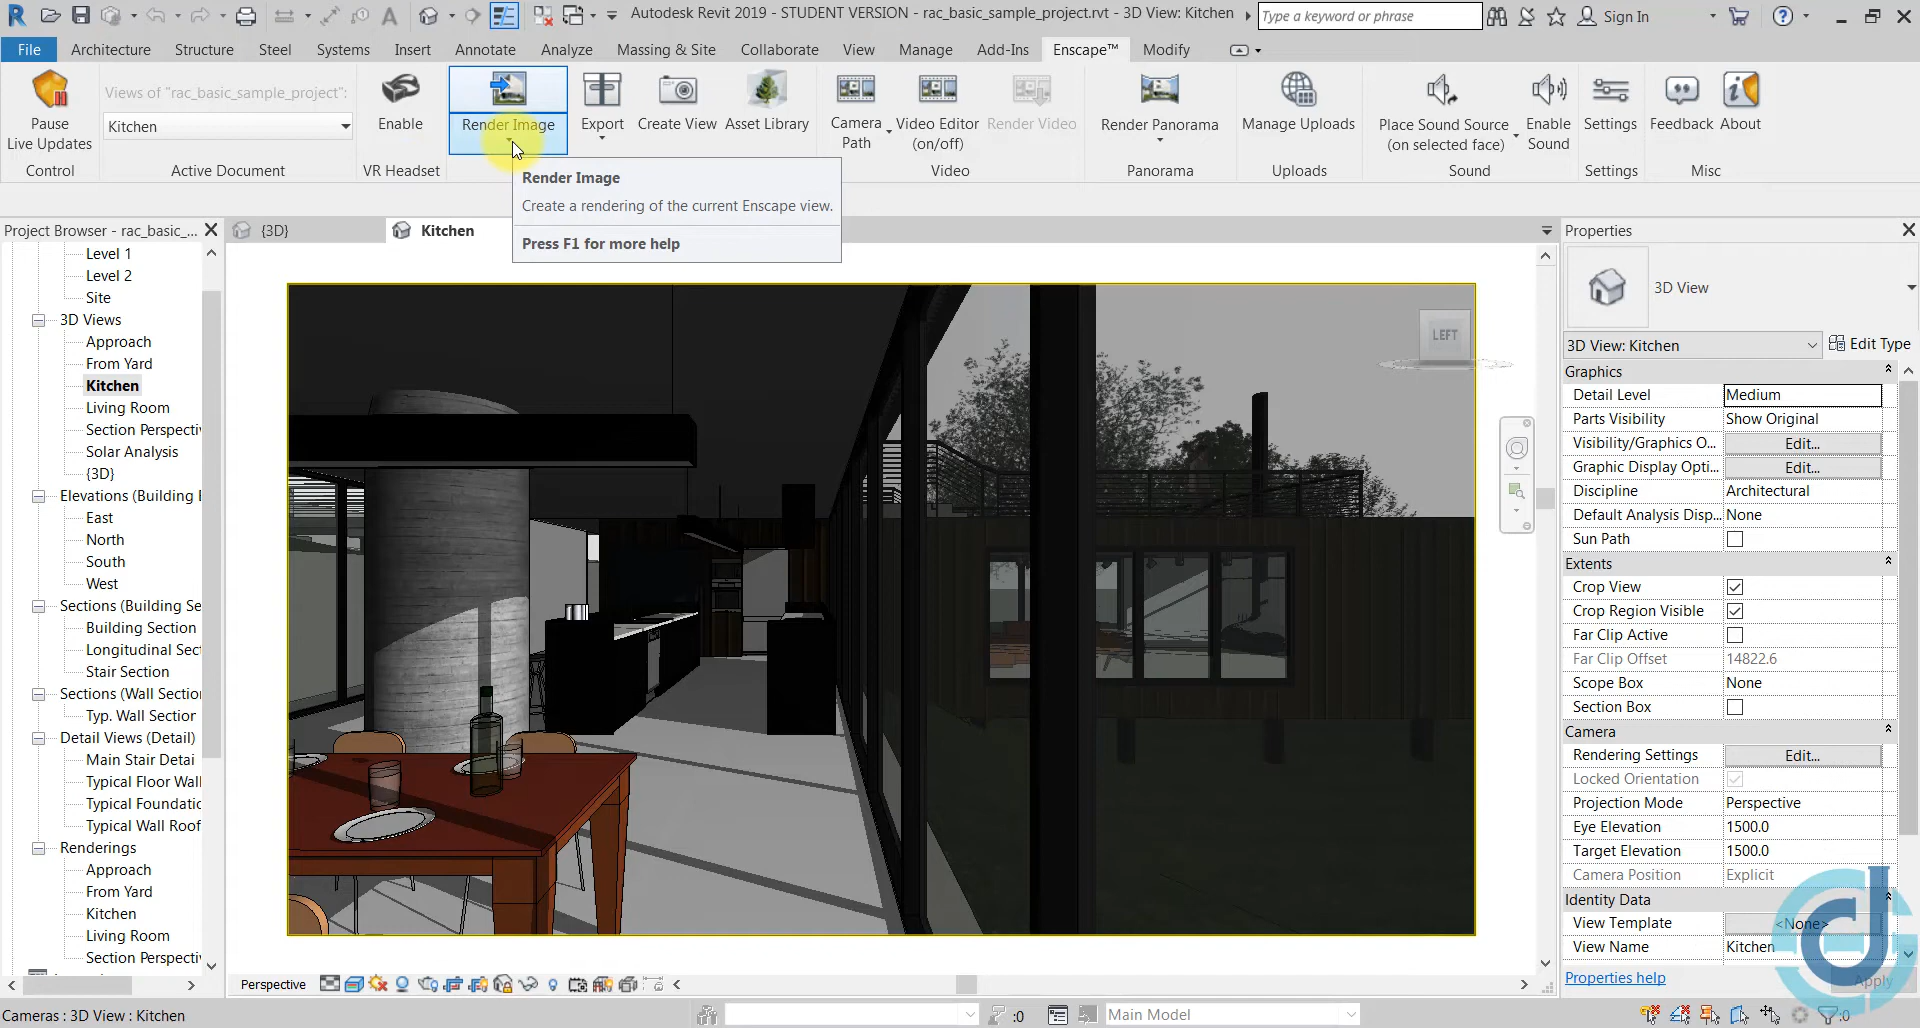 Autodesk Revit 2019 - STUDENT VERSION - rac_basic_sample_project.rvt - 3D View: Kitchen
Type a keyword or phrase
Sign In
File Architecture Structure Steel Systems Insert Annotate Analyze Massing & Site Collaborate View Manage Add-Ins Enscape™ Modify
Pause
Live Updates
Control
Views of "rac_basic_sample_project":
Kitchen
Active Document
Enable
VR Headset
Render Image
Export
Create View
Asset Library
Camera
Path
Video Editor
(on/off)
Render Video
Video
Render Panorama
Panorama
Manage Uploads
Uploads
Place Sound Source
(on selected face)
Enable
Sound
Sound
Settings
Settings
Feedback
About
Misc
Render Image
Create a rendering of the current Enscape view.
Press F1 for more help
Project Browser - rac_basic_...
Level 1
Level 2
Site
3D Views
Approach
From Yard
Kitchen
Living Room
Section Perspecti
Solar Analysis
{3D}
Elevations (Building E
East
North
South
West
Sections (Building Se
Building Section
Longitudinal Sect
Stair Section
Sections (Wall Sectior
Typ. Wall Section
Detail Views (Detail)
Main Stair Detai
Typical Floor Wall
Typical Foundatic
Typical Wall Roof
Renderings
Approach
From Yard
Kitchen
Living Room
Section Perspecti
{3D}
Kitchen
LEFT
Perspective
Properties
3D View
3D View: Kitchen
Edit Type
Graphics
Detail Level Medium
Parts Visibility Show Original
Visibility/Graphics O... Edit...
Graphic Display Opti... Edit...
Discipline Architectural
Default Analysis Disp... None
Sun Path
Extents
Crop View
Crop Region Visible
Far Clip Active
Far Clip Offset 14822.6
Scope Box None
Section Box
Camera
Rendering Settings Edit...
Locked Orientation
Projection Mode Perspective
Eye Elevation 1500.0
Target Elevation 1500.0
Camera Position Explicit
Identity Data
View Template <None>
View Name Kitchen
Properties help
Apply
Cameras : 3D View : Kitchen
:0
Main Model
:0